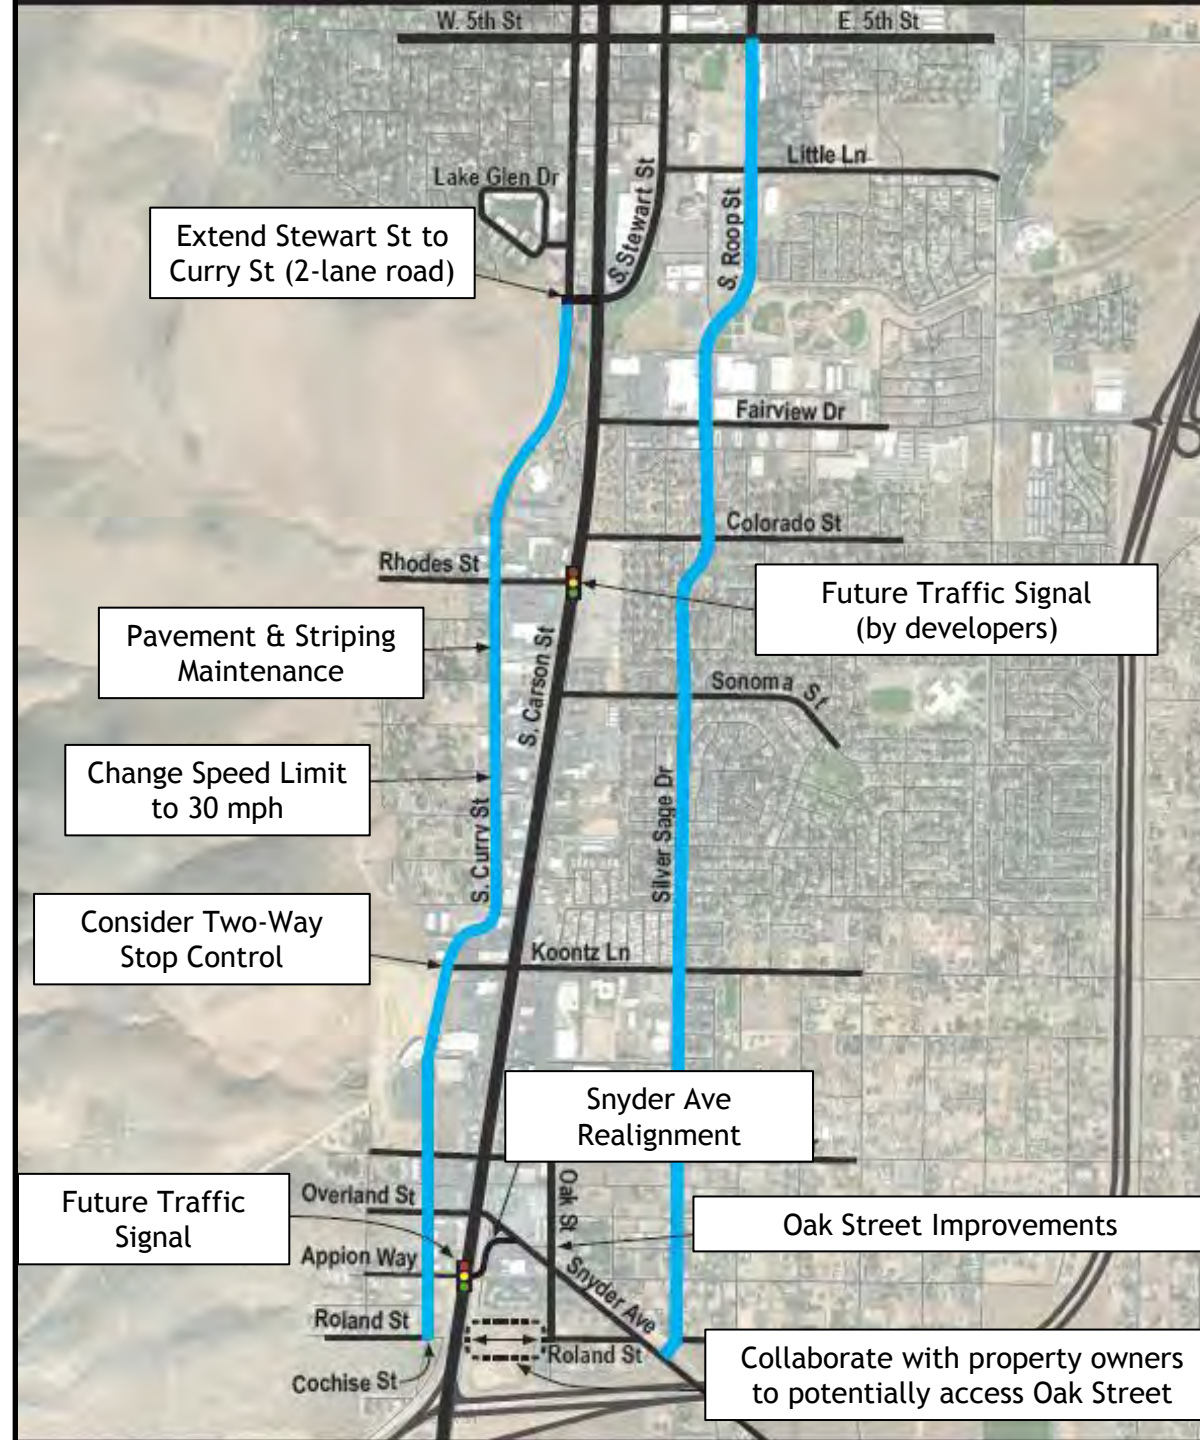 W. 5th St
E. 5th St
Little Ln
Lake Glen Dr
S. Stewart St
S. Roop St
Extend Stewart St to
Curry St (2-lane road)
Fairview Dr
Colorado St
Rhodes St
Future Traffic Signal
(by developers)
Pavement & Striping
Maintenance
S. Carson St
Sonoma St
Change Speed Limit
to 30 mph
S. Curry St
Silver Sage Dr
Consider Two-Way
Stop Control
Koontz Ln
Snyder Ave
Realignment
Future Traffic
Signal
Overland St
Oak St
Oak Street Improvements
Appion Way
Snyder Ave
Roland St
Roland St
Cochise St
Collaborate with property owners
to potentially access Oak Street